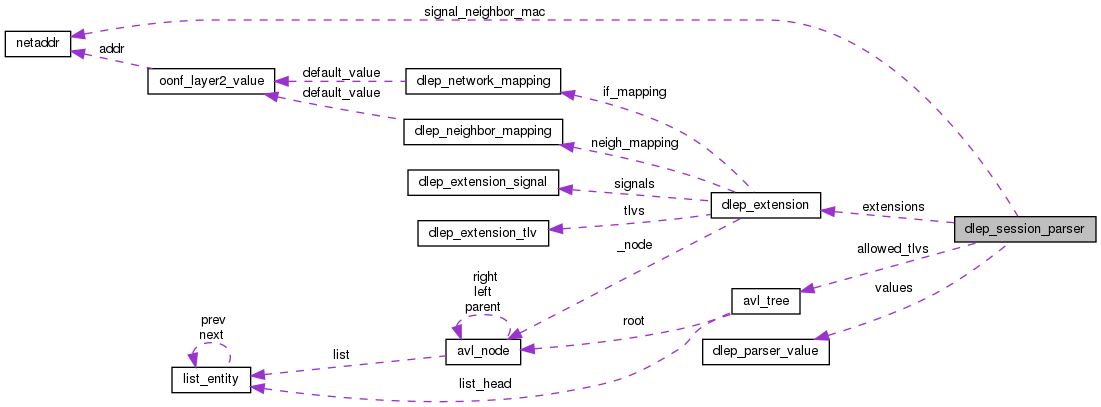 signal_neighbor_mac
netaddr
addr
oonf_layer2_value
default_value
default_value
dlep_network_mapping
if_mapping
dlep_neighbor_mapping
neigh_mapping
dlep_extension_signal
signals
dlep_extension
extensions
dlep_session_parser
tlvs
dlep_extension_tlv
_node
allowed_tlvs
values
right
left
parent
avl_tree
root
prev
next
avl_node
dlep_parser_value
list
list_entity
list_head